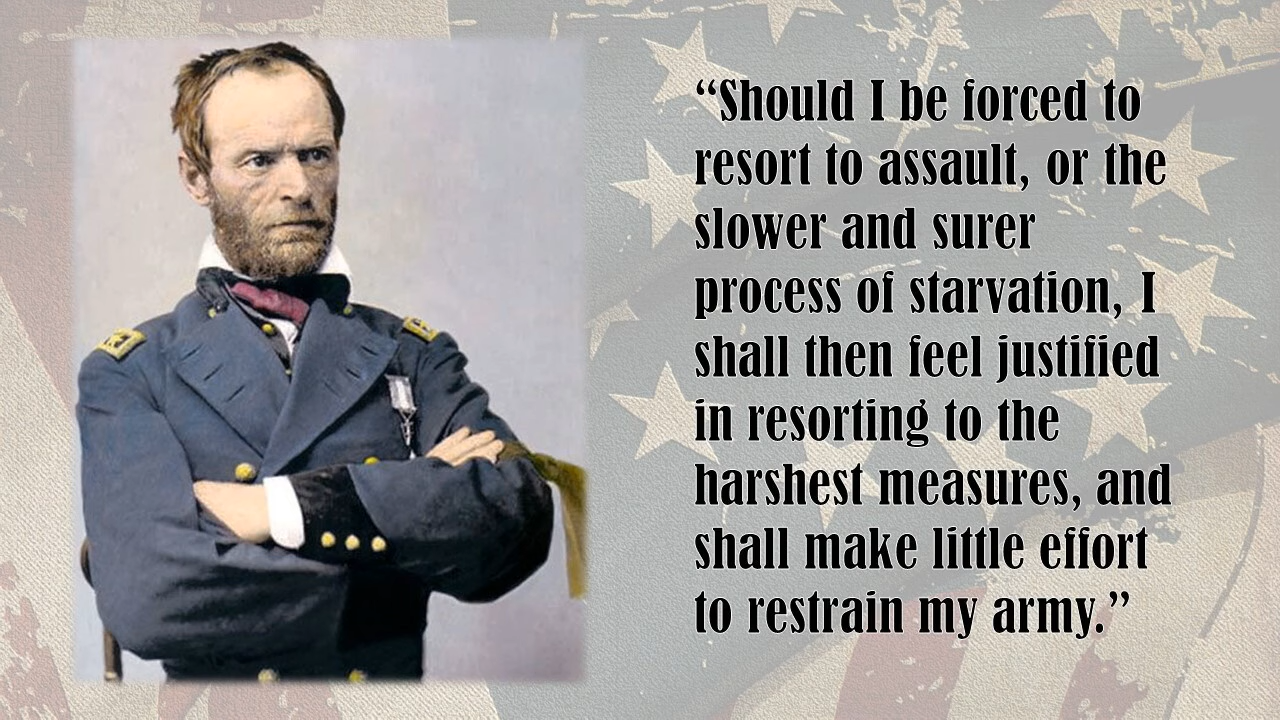 “Should I be forced to
resort to assault, or the
slower and surer
process of starvation, I
shall then feel justified
in resorting to the
harshest measures, and
shall make little effort
to restrain my army.”